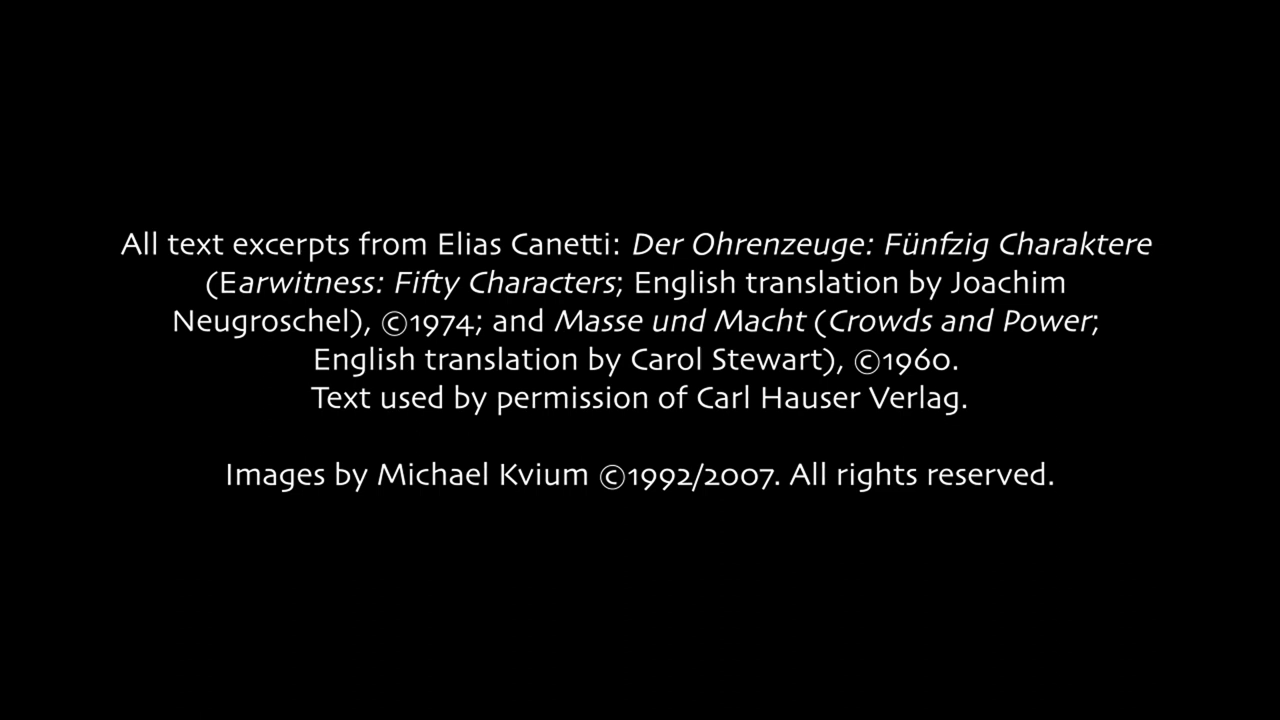 All text excerpts from Elias Canetti: Der Ohrenzeuge: Fünfzig Charaktere
(Earwitness: Fifty Characters; English translation by Joachim
Neugroschel), ©1974; and Masse und Macht (Crowds and Power;
English translation by Carol Stewart), ©1960.
Text used by permission of Carl Hauser Verlag.
Images by Michael Kvium ©1992/2007. All rights reserved.